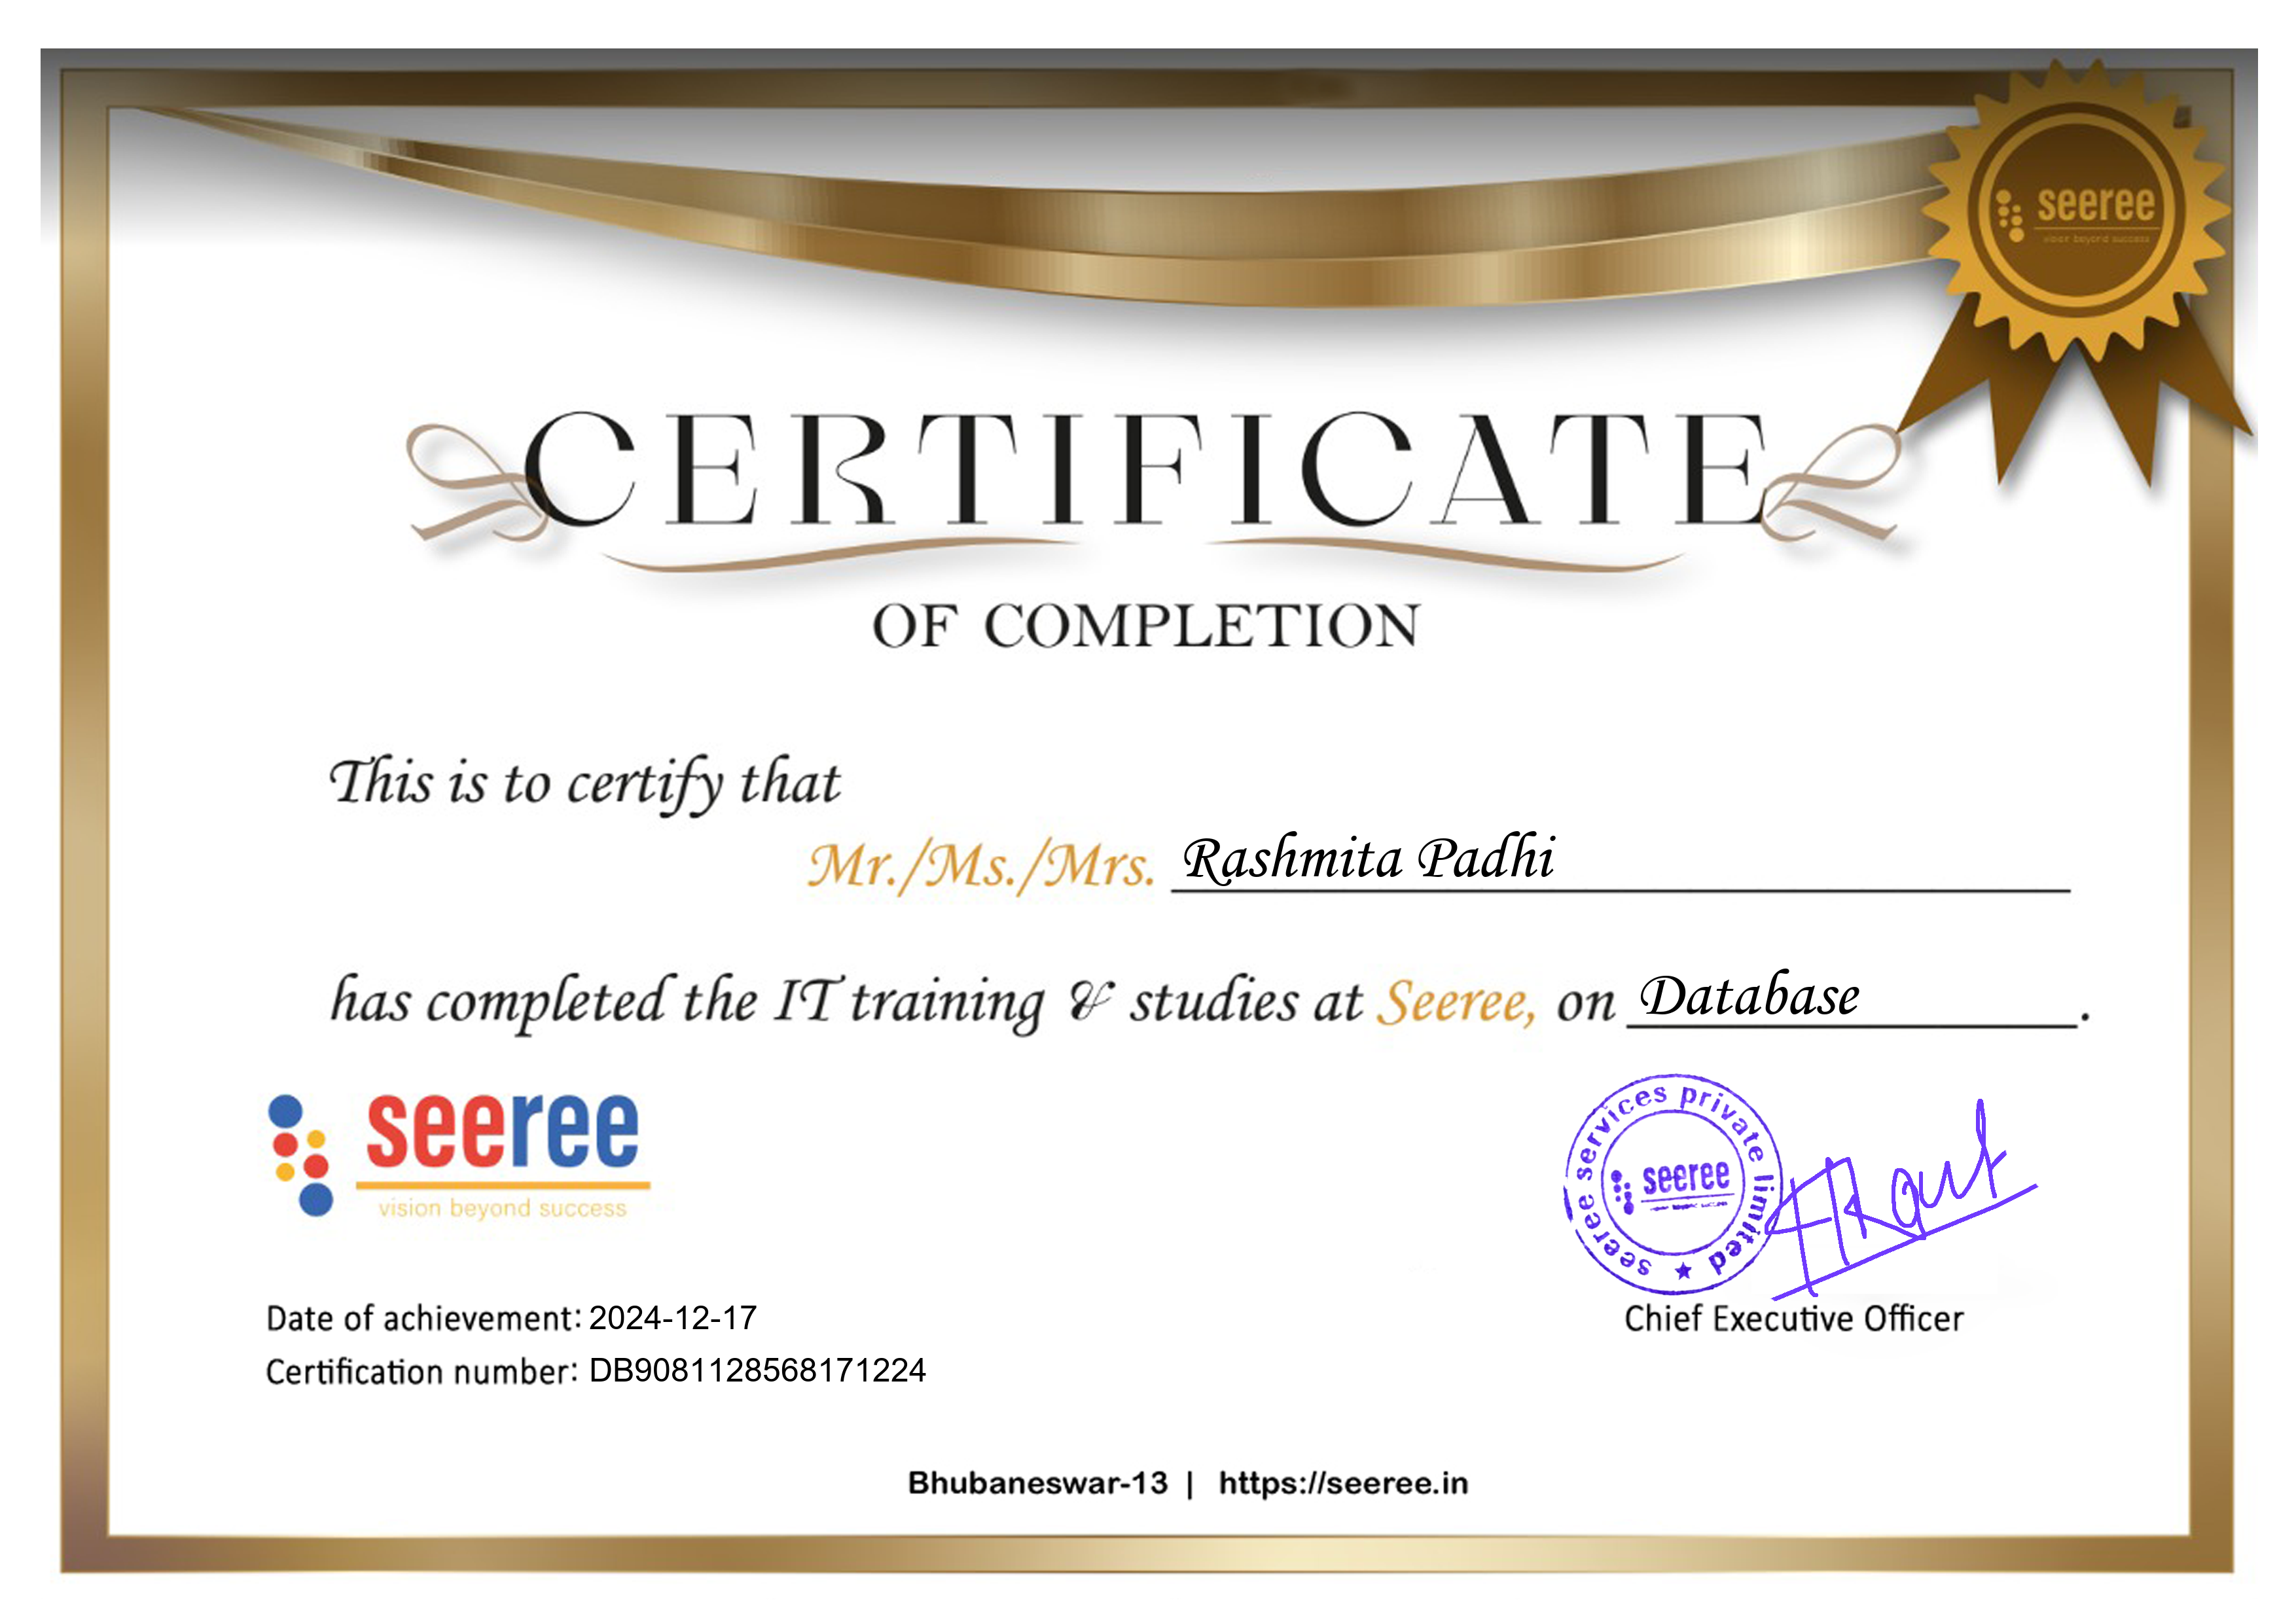 seeree
vision beyond success
CERTIFICATE
OF COMPLETION
This is to certify that
Mr./Ms./Mrs. Rashmita Padhi
has completed the IT training & studies at Seeree, on Database.
seeree
vision beyond success
seeree services private limited
seeree
vision beyond success
Date of achievement: 2024-12-17
Chief Executive Officer
Certification number: DB9081128568171224
Bhubaneswar-13 | https://seeree.in